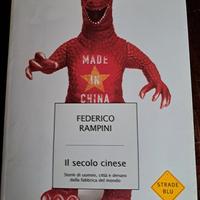 MADE
IN
CHINA
FEDERICO
RAMPINI
Il secolo cinese
Storie di uomini, città e denaro
dalla fabbrica del mondo
STRADE
BLU